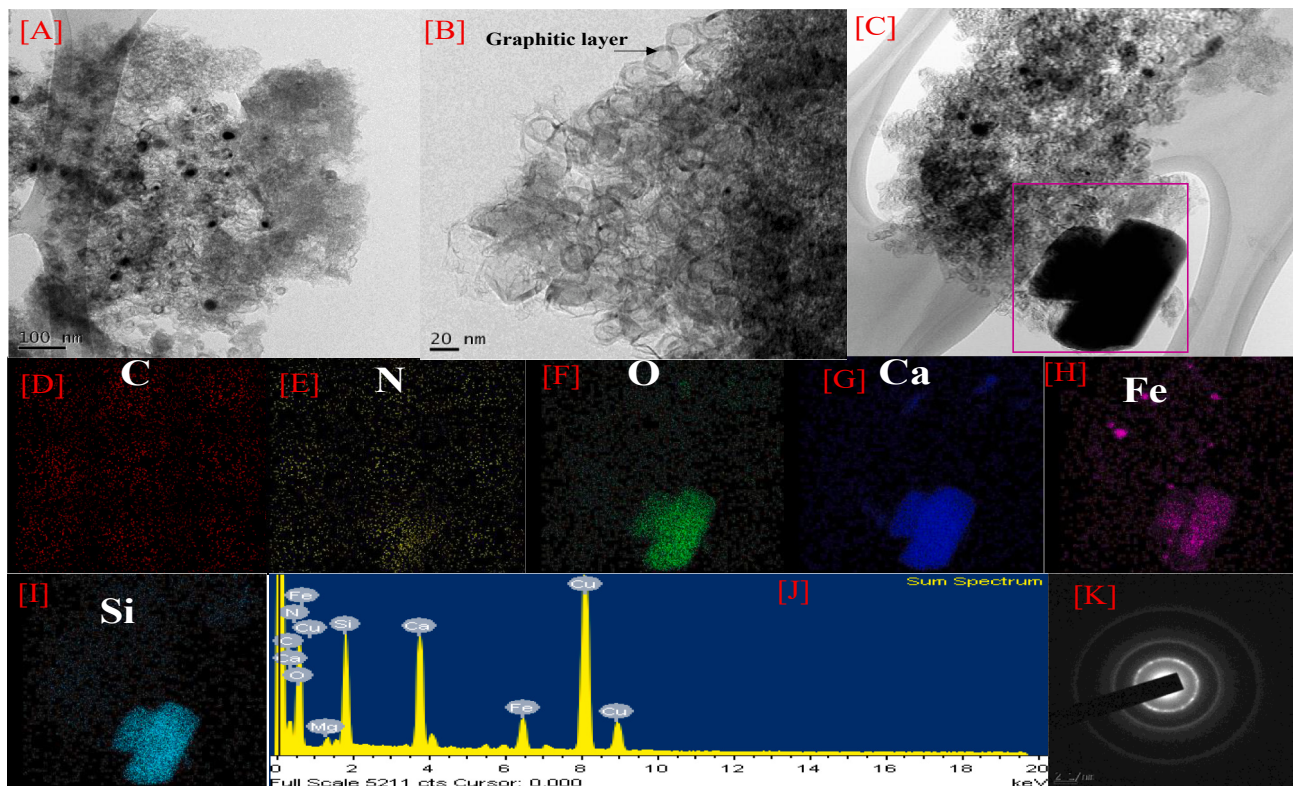 [A]
100 nm
[B]
Graphitic layer
20 nm
[C]
[D]
C
[E]
N
[F]
O
[G]
Ca
[H]
Fe
[I]
Si
[J]
Sum Spectrum
Fe
N
Cu
C
Ca
O
Mg
Si
Ca
Fe
Cu
Cu
0 2 4 6 8 10 12 14 16 18 20
Full Scale 5211 cts Cursor: 0.000
keV
[K]